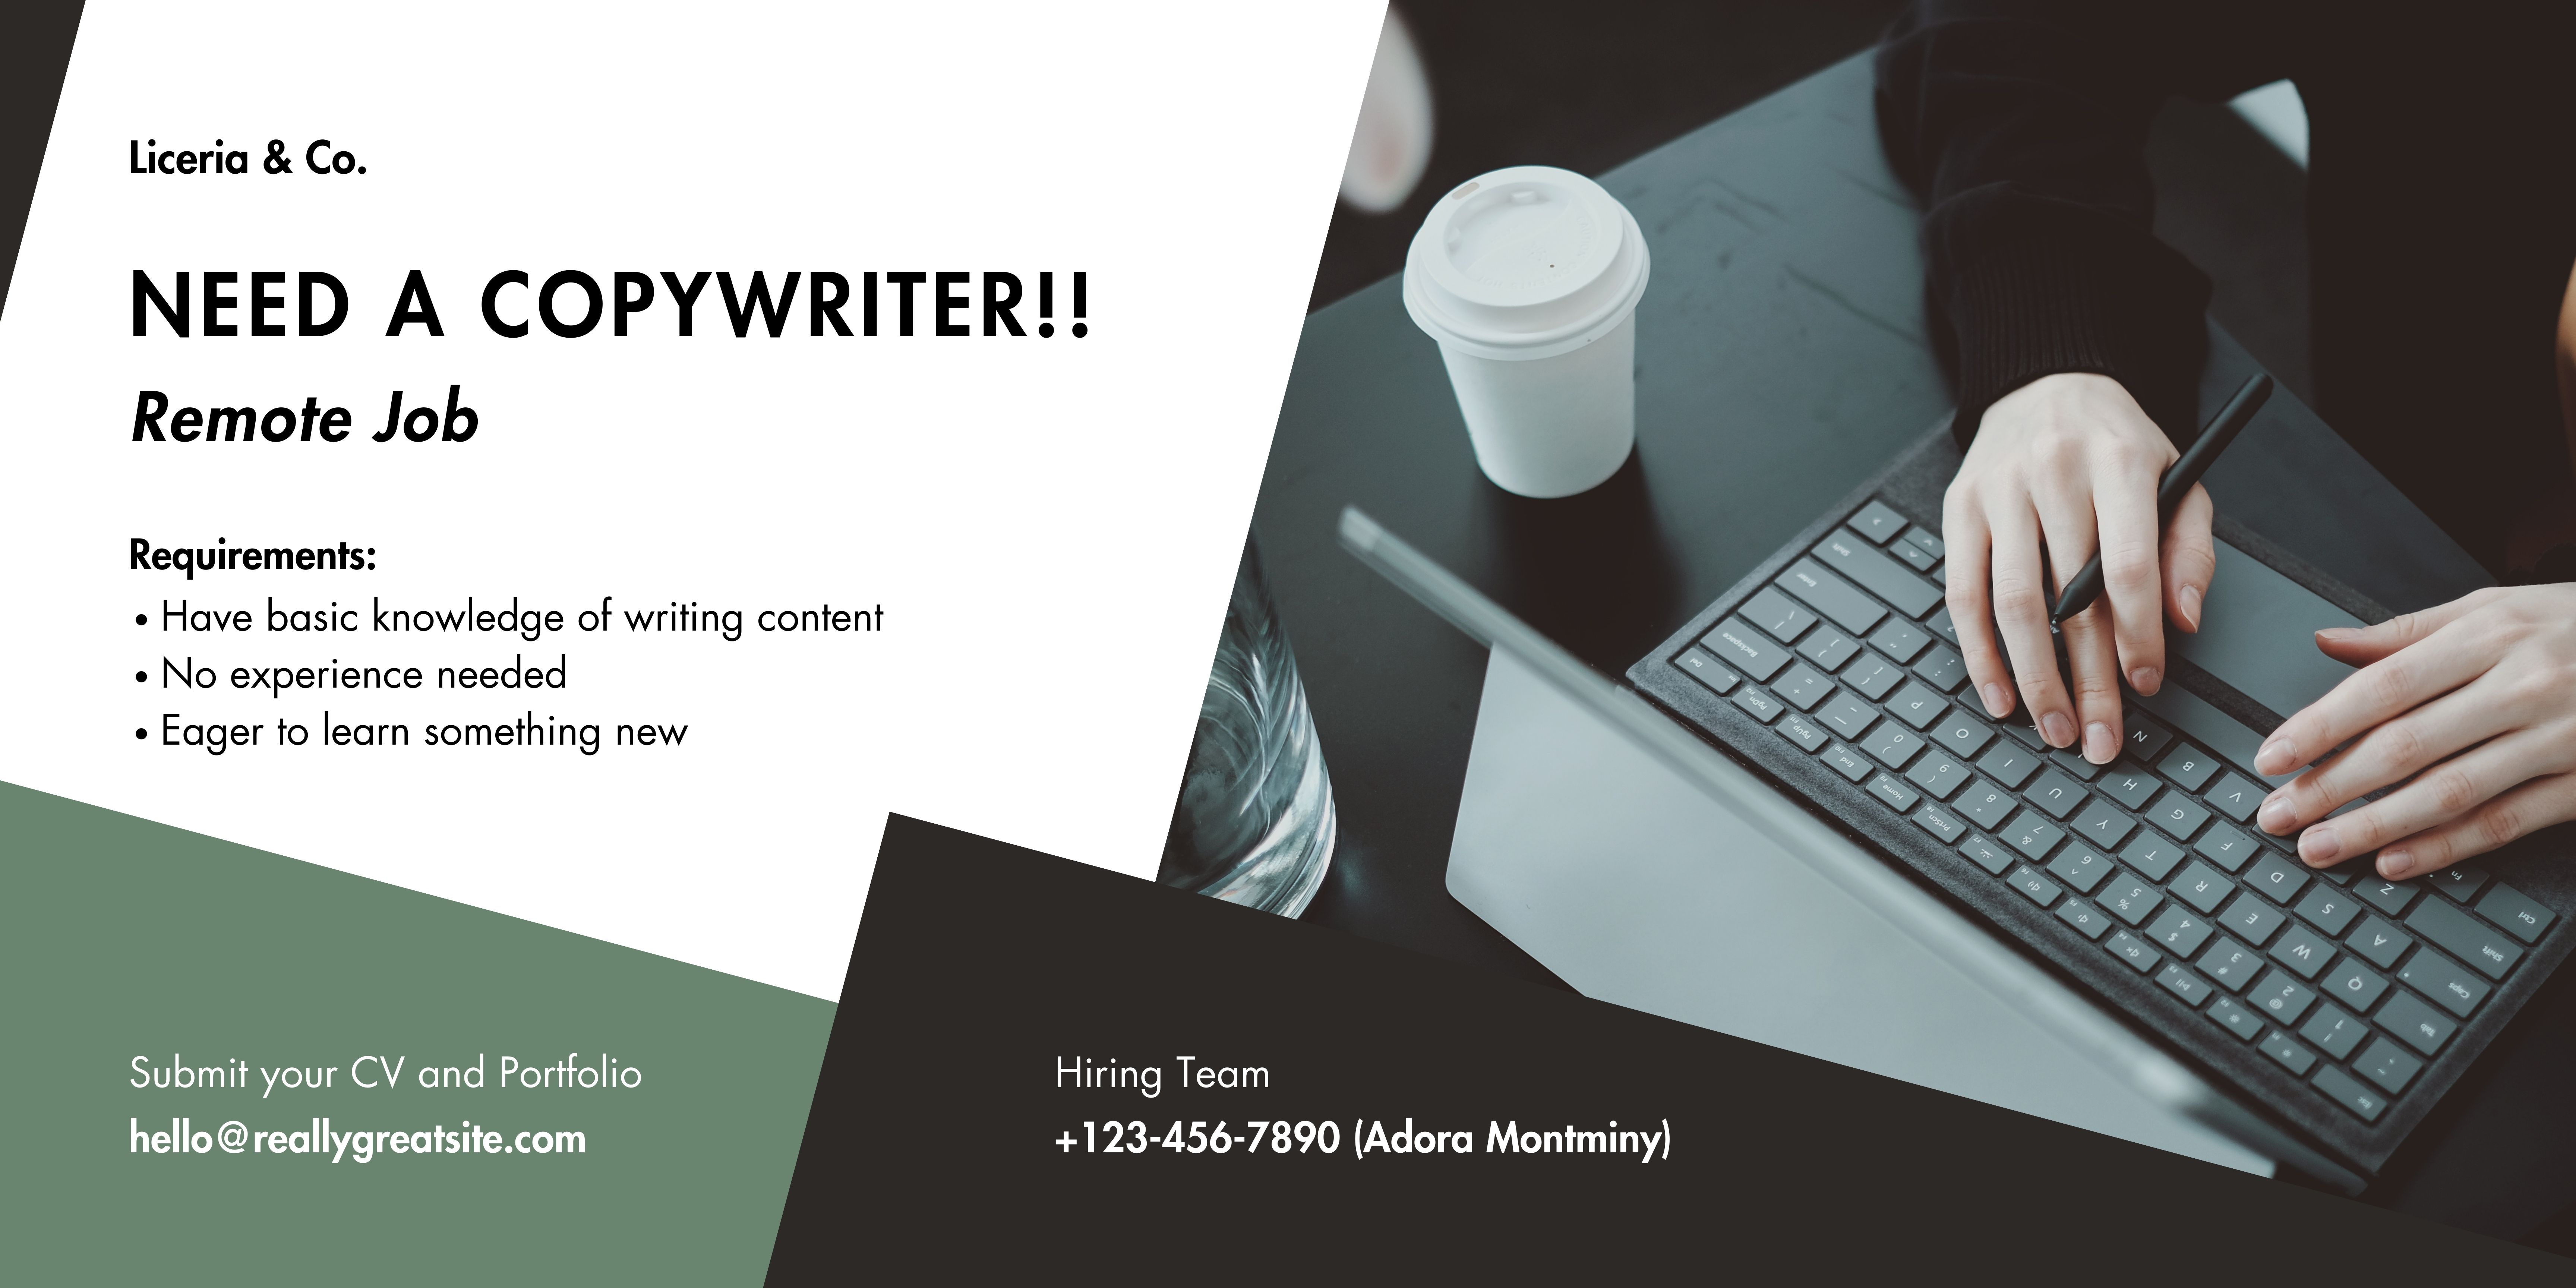 Liceria & Co.
NEED A COPYWRITER!!
Remote Job
Requirements:
• Have basic knowledge of writing content
• No experience needed
• Eager to learn something new
Submit your CV and Portfolio
hello@reallygreatsite.com
Hiring Team
+123-456-7890 (Adora Montminy)